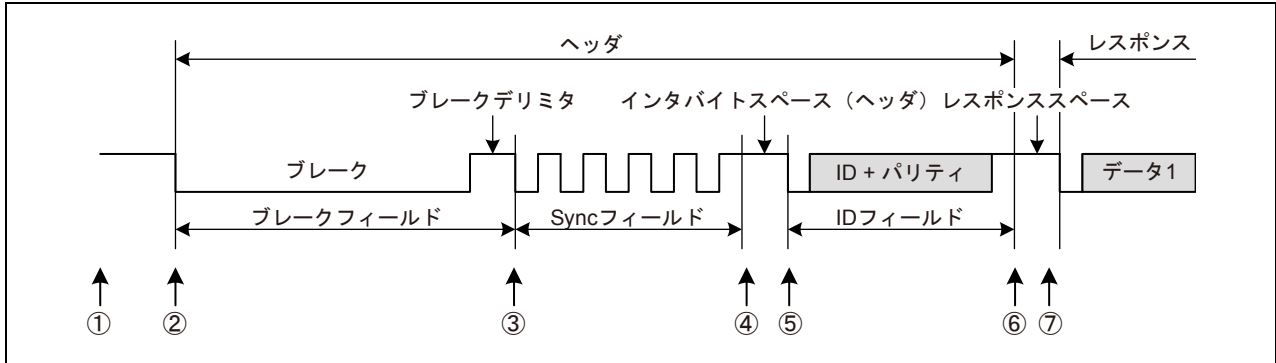 ヘッダ
レスポンス
ブレークデリミタ
インタバイトスペース（ヘッダ）
レスポンススペース
ブレーク
ID + パリティ
データ1
ブレークフィールド
Syncフィールド
IDフィールド
① ② ③ ④ ⑤ ⑥ ⑦